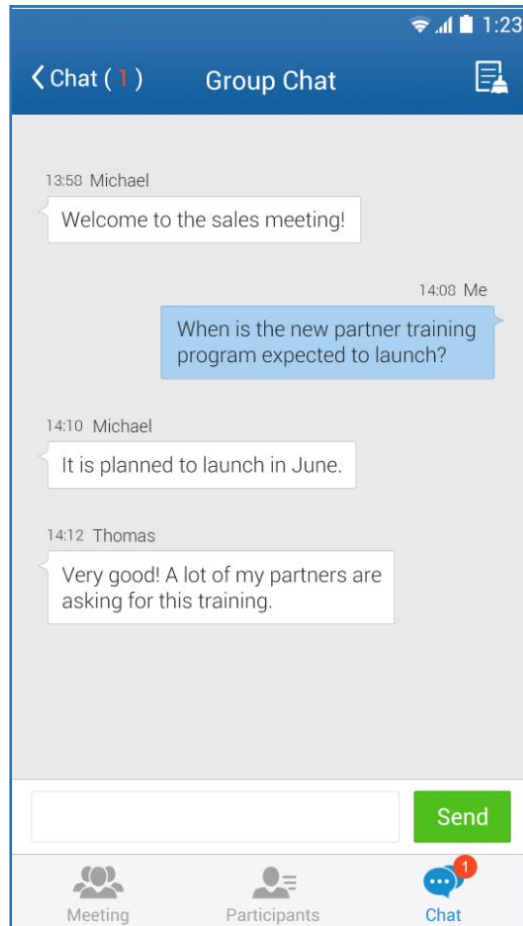 1:23
Chat ( 1 )
Group Chat
13:58 Michael
Welcome to the sales meeting!
14:08 Me
When is the new partner training
program expected to launch?
14:10 Michael
It is planned to launch in June.
14:12 Thomas
Very good! A lot of my partners are
asking for this training.
Send
1
Meeting
Participants
Chat